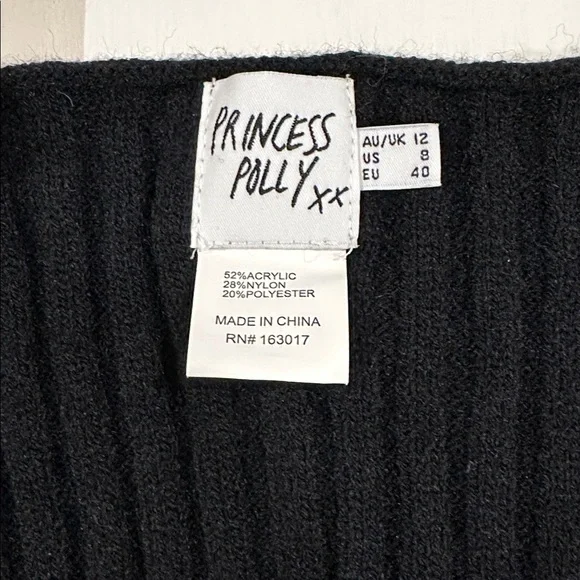 PRINCESS
POLLY
xx
AU/UK 12
US 8
EU 40
52%ACRYLIC
28%NYLON
20%POLYESTER
MADE IN CHINA
RN# 163017